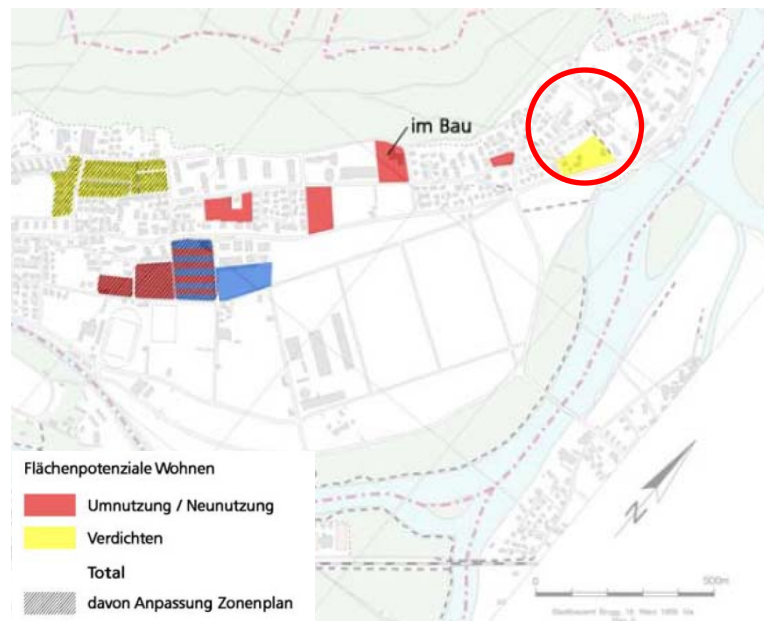 im Bau
Flächenpotenziale Wohnen
Umnutzung / Neunutzung
Verdichten
Total
davon Anpassung Zonenplan
N
0
500m